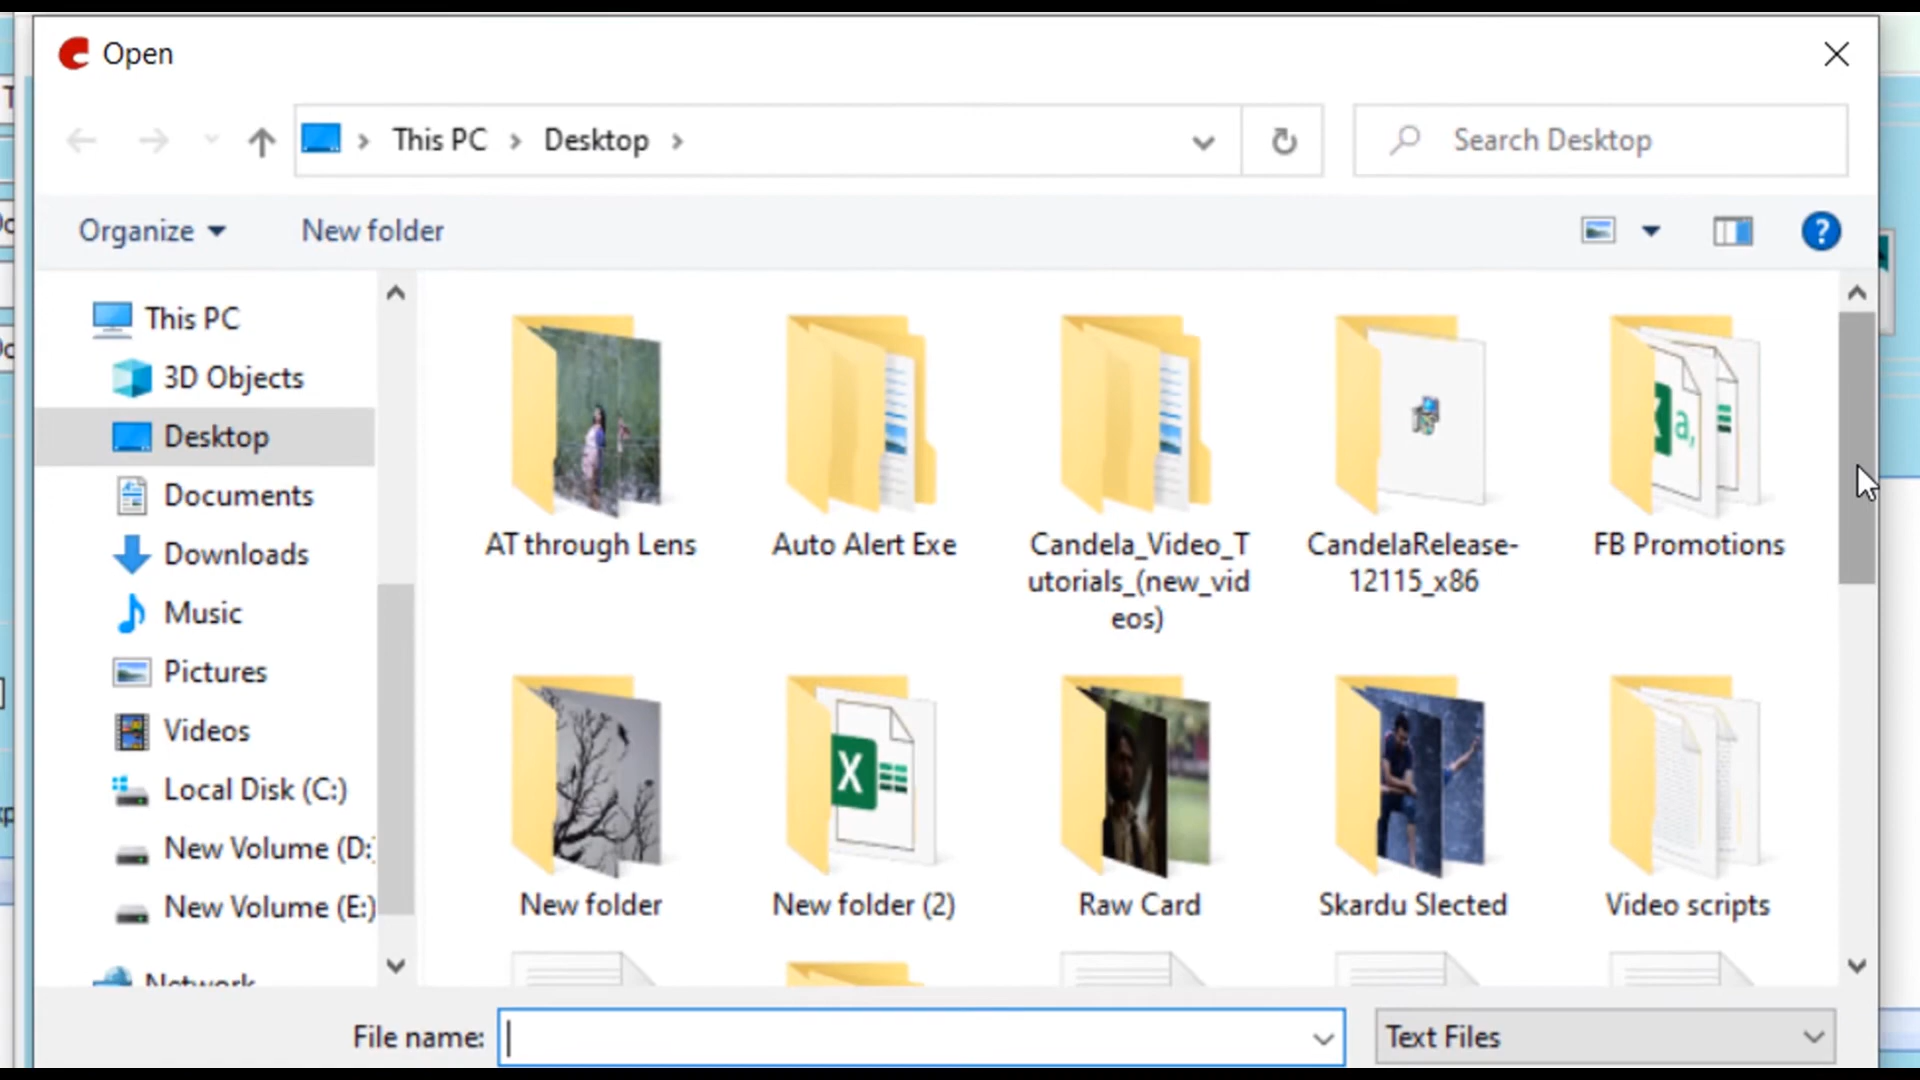 Open
This PC
Desktop
Search Desktop
Organize
New folder
?
This PC
3D Objects
Desktop
Documents
Downloads
Music
Pictures
Videos
Local Disk (C:)
New Volume (D:)
New Volume (E:)
Network
AT through Lens
Auto Alert Exe
Candela_Video_T
utorials_(new_vid
eos)
CandelaRelease-
12115_x86
FB Promotions
New folder
New folder (2)
Raw Card
Skardu Slected
Video scripts
File name:
Text Files